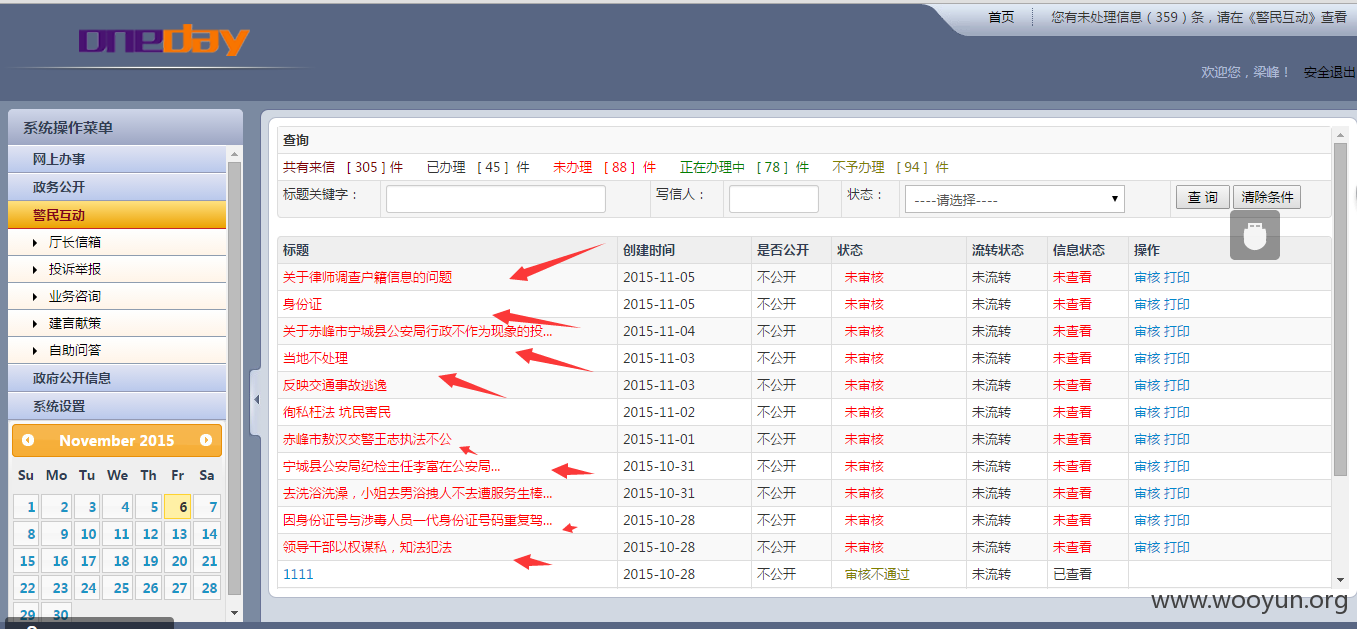 首页 您有未处理信息（359）条，请在《警民互动》查看
oneday
欢迎您，梁峰！ 安全退出
系统操作菜单
网上办事
政务公开
警民互动
厅长信箱
投诉举报
业务咨询
建言献策
自助问答
政府公开信息
系统设置
November 2015
Su Mo Tu We Th Fr Sa
1 2 3 4 5 6 7
8 9 10 11 12 13 14
15 16 17 18 19 20 21
22 23 24 25 26 27 28
29 30
查询
共有来信 [ 305 ] 件 已办理 [ 45 ] 件 未办理 [ 88 ] 件 正在办理中 [ 78 ] 件 不予办理 [ 94 ] 件
标题关键字： 写信人： 状态： ----请选择---- 查 询 清除条件
标题 创建时间 是否公开 状态 流转状态 信息状态 操作
关于律师调查户籍信息的问题 2015-11-05 不公开 未审核 未流转 未查看 审核 打印
身份证 2015-11-05 不公开 未审核 未流转 未查看 审核 打印
关于赤峰市宁城县公安局行政不作为现象的投... 2015-11-04 不公开 未审核 未流转 未查看 审核 打印
当地不处理 2015-11-03 不公开 未审核 未流转 未查看 审核 打印
反映交通事故逃逸 2015-11-03 不公开 未审核 未流转 未查看 审核 打印
徇私枉法 坑民害民 2015-11-02 不公开 未审核 未流转 未查看 审核 打印
赤峰市敖汉交警王志执法不公 2015-11-01 不公开 未审核 未流转 未查看 审核 打印
宁城县公安局纪检主任李富在公安局... 2015-10-31 不公开 未审核 未流转 未查看 审核 打印
去洗浴洗澡，小姐去男浴拽人不去遭服务生棒... 2015-10-31 不公开 未审核 未流转 未查看 审核 打印
因身份证号与涉毒人员一代身份证号码重复驾... 2015-10-28 不公开 未审核 未流转 未查看 审核 打印
领导干部以权谋私，知法犯法 2015-10-28 不公开 未审核 未流转 未查看 审核 打印
1111 2015-10-28 不公开 审核不通过 未流转 已查看
www.wooyun.org